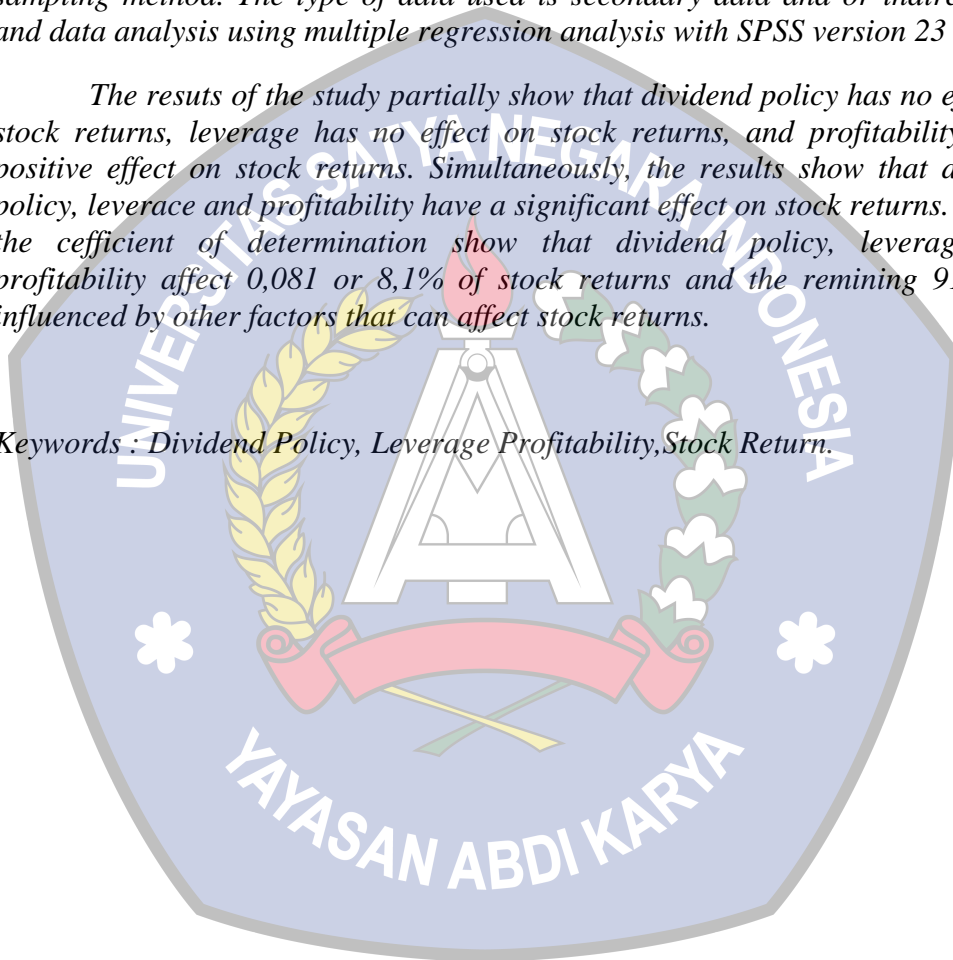 sampling method. The type of data used is secondary data and or
and data analysis using multiple regression analysis with SPSS version 23
The resuts of the study partially show that dividend policy has no
stock returns, leverage has no effect on stock returns, and profitability
positive effect on stock returns. Simultaneously, the results show that
policy, leverace and profitability have a significant effect on stock returns.
the cefficient of determination show that dividend policy,
profitability affect 0,081 or 8,1% of stock returns and the remining
influenced by other factors that can affect stock returns.
Keywords : Dividend Policy, Leverage Profitability,Stock Return.
UNIVERSITAS SATYA NEGARA INDONESIA
YAYASAN ABDI KARYA